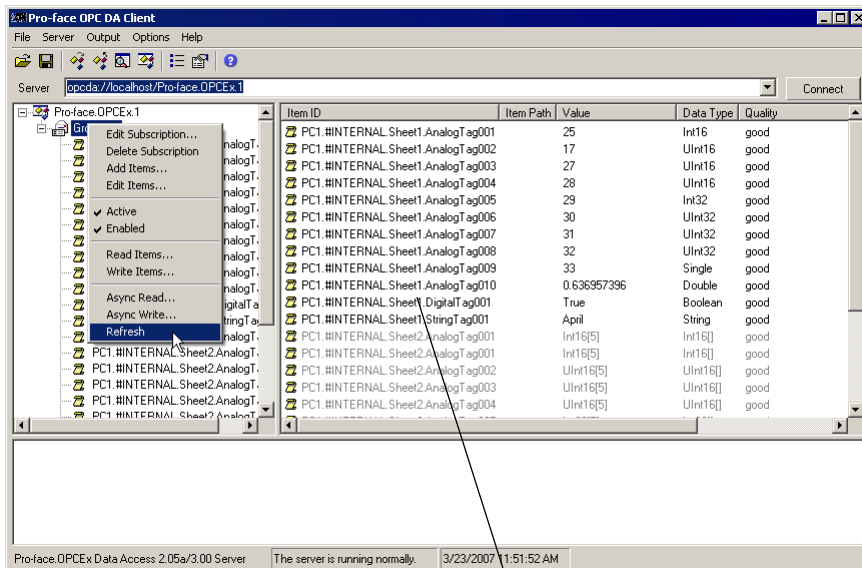 Pro-face OPC DA Client
File Server Output Options Help
Server opcda://localhost/Pro-face.OPCEx.1 Connect
Pro-face.OPCEx.1
Edit Subscription...
Delete Subscription
Add Items...
Edit Items...
Active
Enabled
Read Items...
Write Items...
Async Read...
Async Write...
Refresh
PC1.#INTERNAL.Sheet2.AnalogT
PC1.#INTERNAL.Sheet2.AnalogT
PC1.#INTERNAL.Sheet2.AnalogT
PC1.#INTERNAL.Sheet2.AnalogT
PC1.#INTERNAL.Sheet2.AnalogT
Item ID Item Path Value Data Type Quality
PC1.#INTERNAL.Sheet1.AnalogTag001 25 Int16 good
PC1.#INTERNAL.Sheet1.AnalogTag002 17 UInt16 good
PC1.#INTERNAL.Sheet1.AnalogTag003 27 UInt16 good
PC1.#INTERNAL.Sheet1.AnalogTag004 28 UInt16 good
PC1.#INTERNAL.Sheet1.AnalogTag005 29 Int32 good
PC1.#INTERNAL.Sheet1.AnalogTag006 30 UInt32 good
PC1.#INTERNAL.Sheet1.AnalogTag007 31 UInt32 good
PC1.#INTERNAL.Sheet1.AnalogTag008 32 UInt32 good
PC1.#INTERNAL.Sheet1.AnalogTag009 33 Single good
PC1.#INTERNAL.Sheet1.AnalogTag010 0.636957396 Double good
PC1.#INTERNAL.Sheet1.DigitalTag001 True Boolean good
PC1.#INTERNAL.Sheet1.StringTag001 April String good
PC1.#INTERNAL.Sheet2.AnalogTag001 Int16[5] Int16[] good
PC1.#INTERNAL.Sheet2.AnalogTag001 Int16[5] Int16[] good
PC1.#INTERNAL.Sheet2.AnalogTag002 UInt16[5] UInt16[] good
PC1.#INTERNAL.Sheet2.AnalogTag003 UInt16[5] UInt16[] good
PC1.#INTERNAL.Sheet2.AnalogTag004 UInt16[5] UInt16[] good
Pro-face.OPCEx Data Access 2.05a/3.00 Server The server is running normally. 3/23/2007 11:51:52 AM